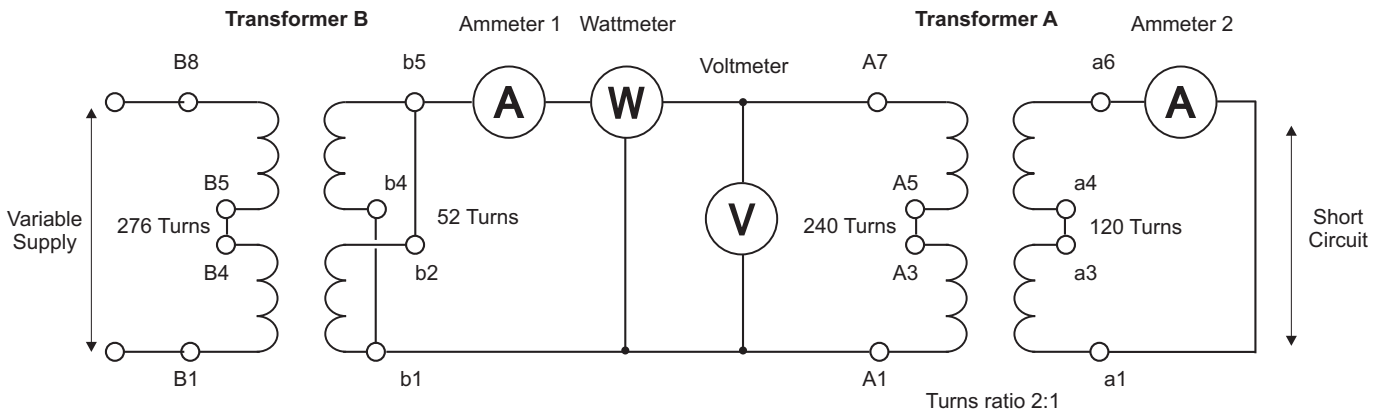 Transformer B
Transformer A
Ammeter 1
Wattmeter
Ammeter 2
Voltmeter
B8
b5
A7
a6
A
W
A
B5
b4
A5
a4
Variable
Supply
276 Turns
52 Turns
V
240 Turns
120 Turns
Short
Circuit
B4
b2
A3
a3
B1
b1
A1
a1
Turns ratio 2:1